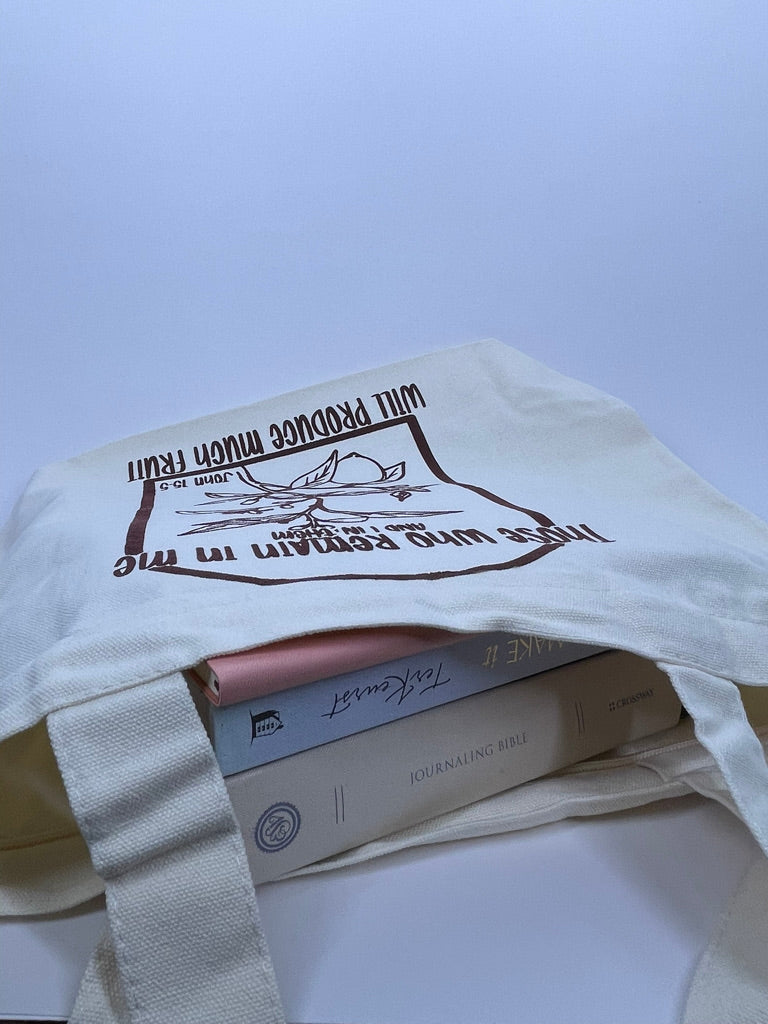 Those who Remain in me
AND I IN THEM
John 15:5
WILL PRODUCE MUCH FRUIT
MAKE it
TerKeurst
JOURNALING BIBLE
CROSSWAY